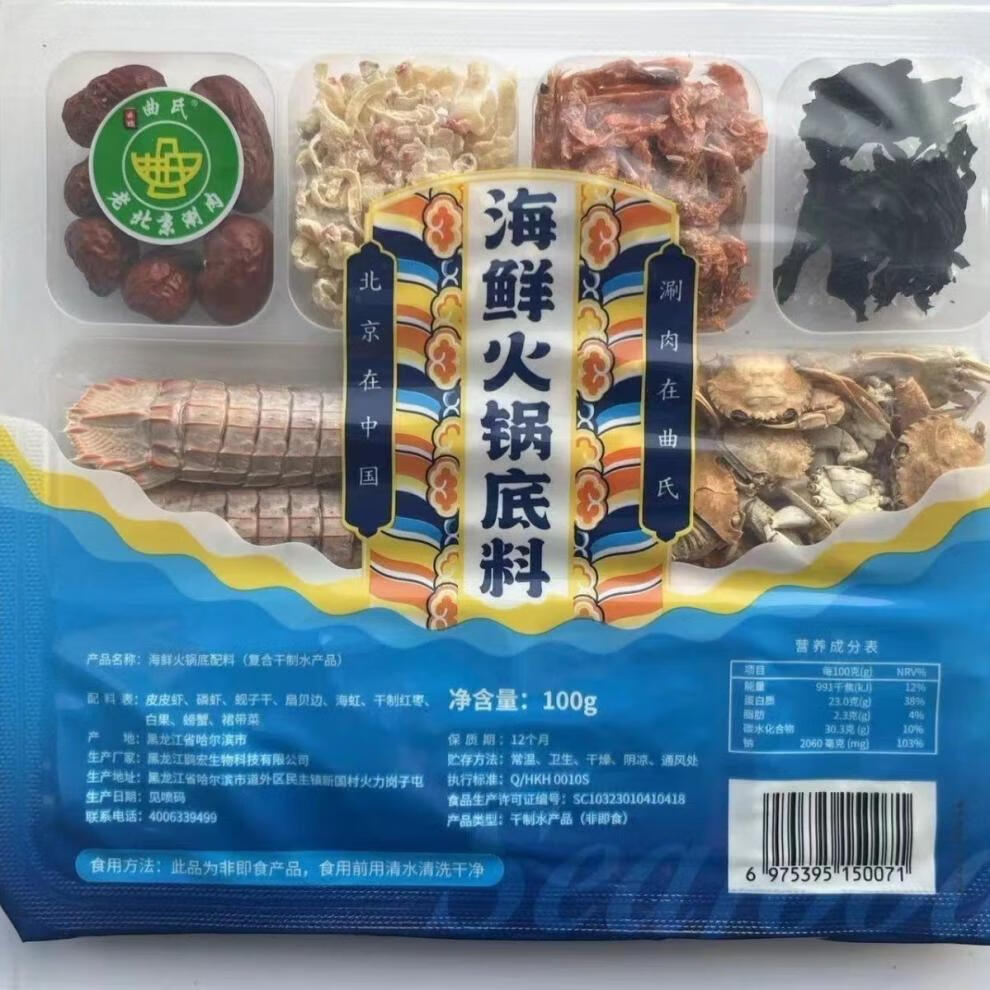 曲氏®
老北京涮肉
海鲜火锅底料
北京在中国
涮肉在曲氏
产品名称：海鲜火锅底配料（复合干制水产品）
配 料 表：皮皮虾、磷虾、蚬子干、扇贝边、海虹、干制红枣、
白果、螃蟹、裙带菜
产 地：黑龙江省哈尔滨市
生产厂家：黑龙江鹍宏生物科技有限公司
生产地址：黑龙江省哈尔滨市道外区民主镇新国村火力岗子屯
生产日期：见喷码
联系电话：4006339499
净含量：100g
保 质 期：12个月
贮存方法：常温、卫生、干燥、阴凉、通风处
执行标准：Q/HKH 0010S
食品生产许可证编号：SC10323010410418
产品类型：干制水产品（非即食）
食用方法：此品为非即食产品，食用前用清水清洗干净
营养成分表
项目 每100克(g) NRV%
能量 991千焦(kJ) 12%
蛋白质 23.0克(g) 38%
脂肪 2.3克(g) 4%
碳水化合物 30.3克(g) 10%
钠 2060 毫克(mg) 103%
6 975395 150071